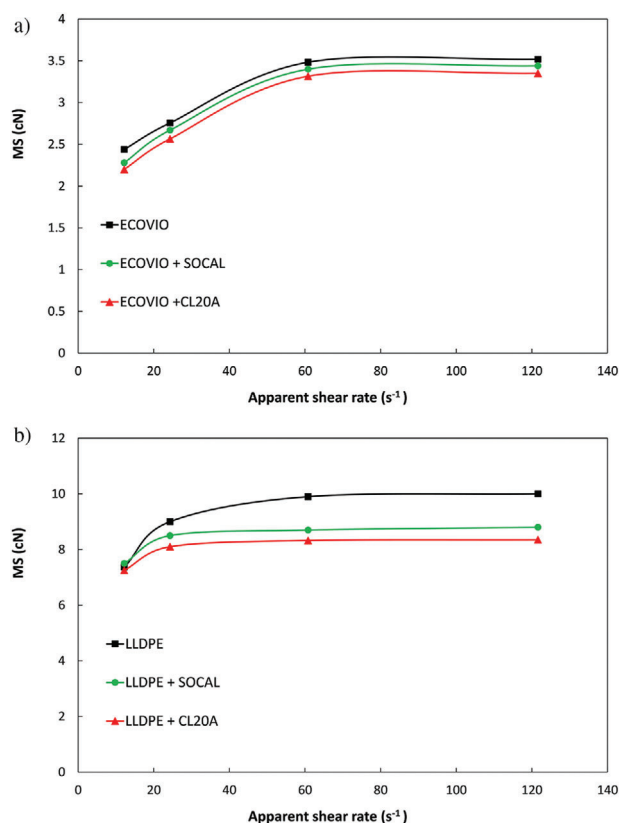 a)
4
3.5
3
2.5
2
1.5
1
0.5
0
MS (cN)
ECOVIO
ECOVIO + SOCAL
ECOVIO +CL20A
0 20 40 60 80 100 120 140
Apparent shear rate (s⁻¹)
b)
12
10
8
6
4
2
0
MS (cN)
LLDPE
LLDPE + SOCAL
LLDPE + CL20A
0 20 40 60 80 100 120 140
Apparent shear rate (s⁻¹)